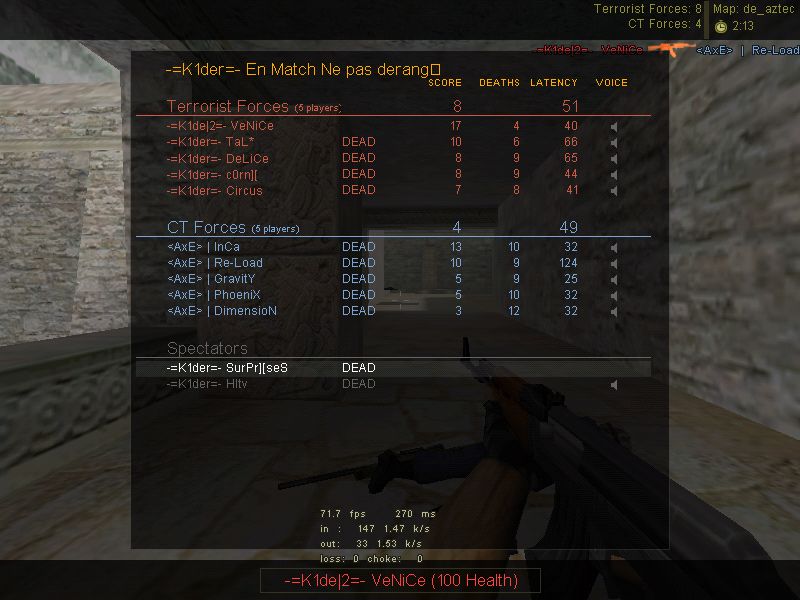 Terrorist Forces: 8 Map: de_aztec
CT Forces: 4 2:13
-=K1de|2=- VeNiCe <AxE> | Re-Load
-=K1der=- En Match Ne pas derang
SCORE DEATHS LATENCY VOICE
Terrorist Forces (5 players) 8 51
-=K1de|2=- VeNiCe 17 4 40
-=K1der=- TaL* DEAD 10 6 66
-=K1der=- DeLiCe DEAD 8 9 65
-=K1der=- c0rn][ DEAD 8 9 44
-=K1der=- Circus DEAD 7 8 41
CT Forces (5 players) 4 49
<AxE> | InCa DEAD 13 10 32
<AxE> | Re-Load DEAD 10 9 124
<AxE> | GravitY DEAD 5 9 25
<AxE> | PhoeniX DEAD 5 10 32
<AxE> | DimensioN DEAD 3 12 32
Spectators
-=K1der=- SurPr][seS DEAD
-=K1der=- Hltv DEAD
71.7 fps 270 ms
in : 147 1.47 k/s
out: 33 1.53 k/s
loss: 0 choke: 0
-=K1de|2=- VeNiCe (100 Health)